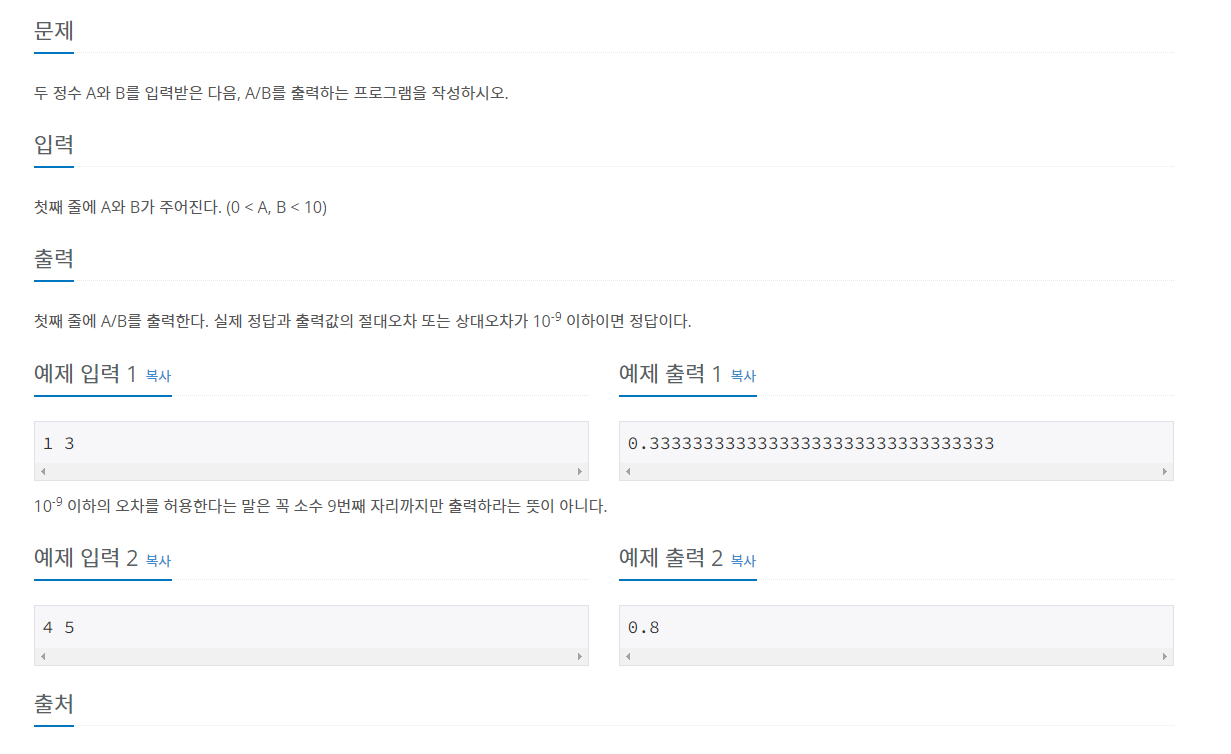 문제
두 정수 A와 B를 입력받은 다음, A/B를 출력하는 프로그램을 작성하시오.
입력
첫째 줄에 A와 B가 주어진다. (0 < A, B < 10)
출력
첫째 줄에 A/B를 출력한다. 실제 정답과 출력값의 절대오차 또는 상대오차가 10-9 이하이면 정답이다.
예제 입력 1 복사
1 3
예제 출력 1 복사
0.33333333333333333333333333333333
10-9 이하의 오차를 허용한다는 말은 꼭 소수 9번째 자리까지만 출력하라는 뜻이 아니다.
예제 입력 2 복사
4 5
예제 출력 2 복사
0.8
출처